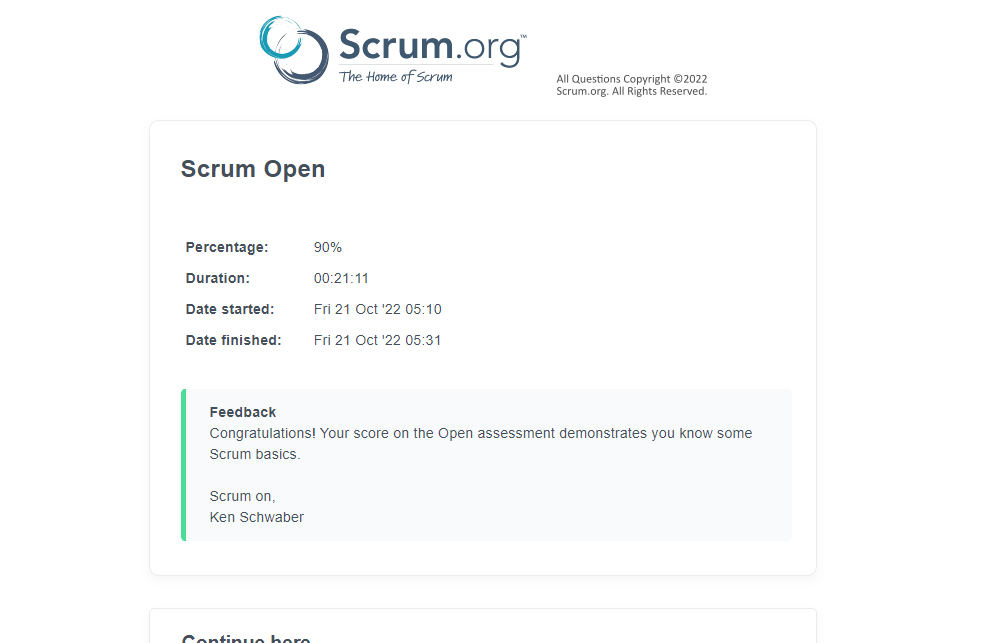 Scrum.org™
The Home of Scrum
All Questions Copyright ©2022
Scrum.org. All Rights Reserved.
Scrum Open
Percentage: 90%
Duration: 00:21:11
Date started: Fri 21 Oct '22 05:10
Date finished: Fri 21 Oct '22 05:31
Feedback
Congratulations! Your score on the Open assessment demonstrates you know some
Scrum basics.
Scrum on,
Ken Schwaber
Continue here